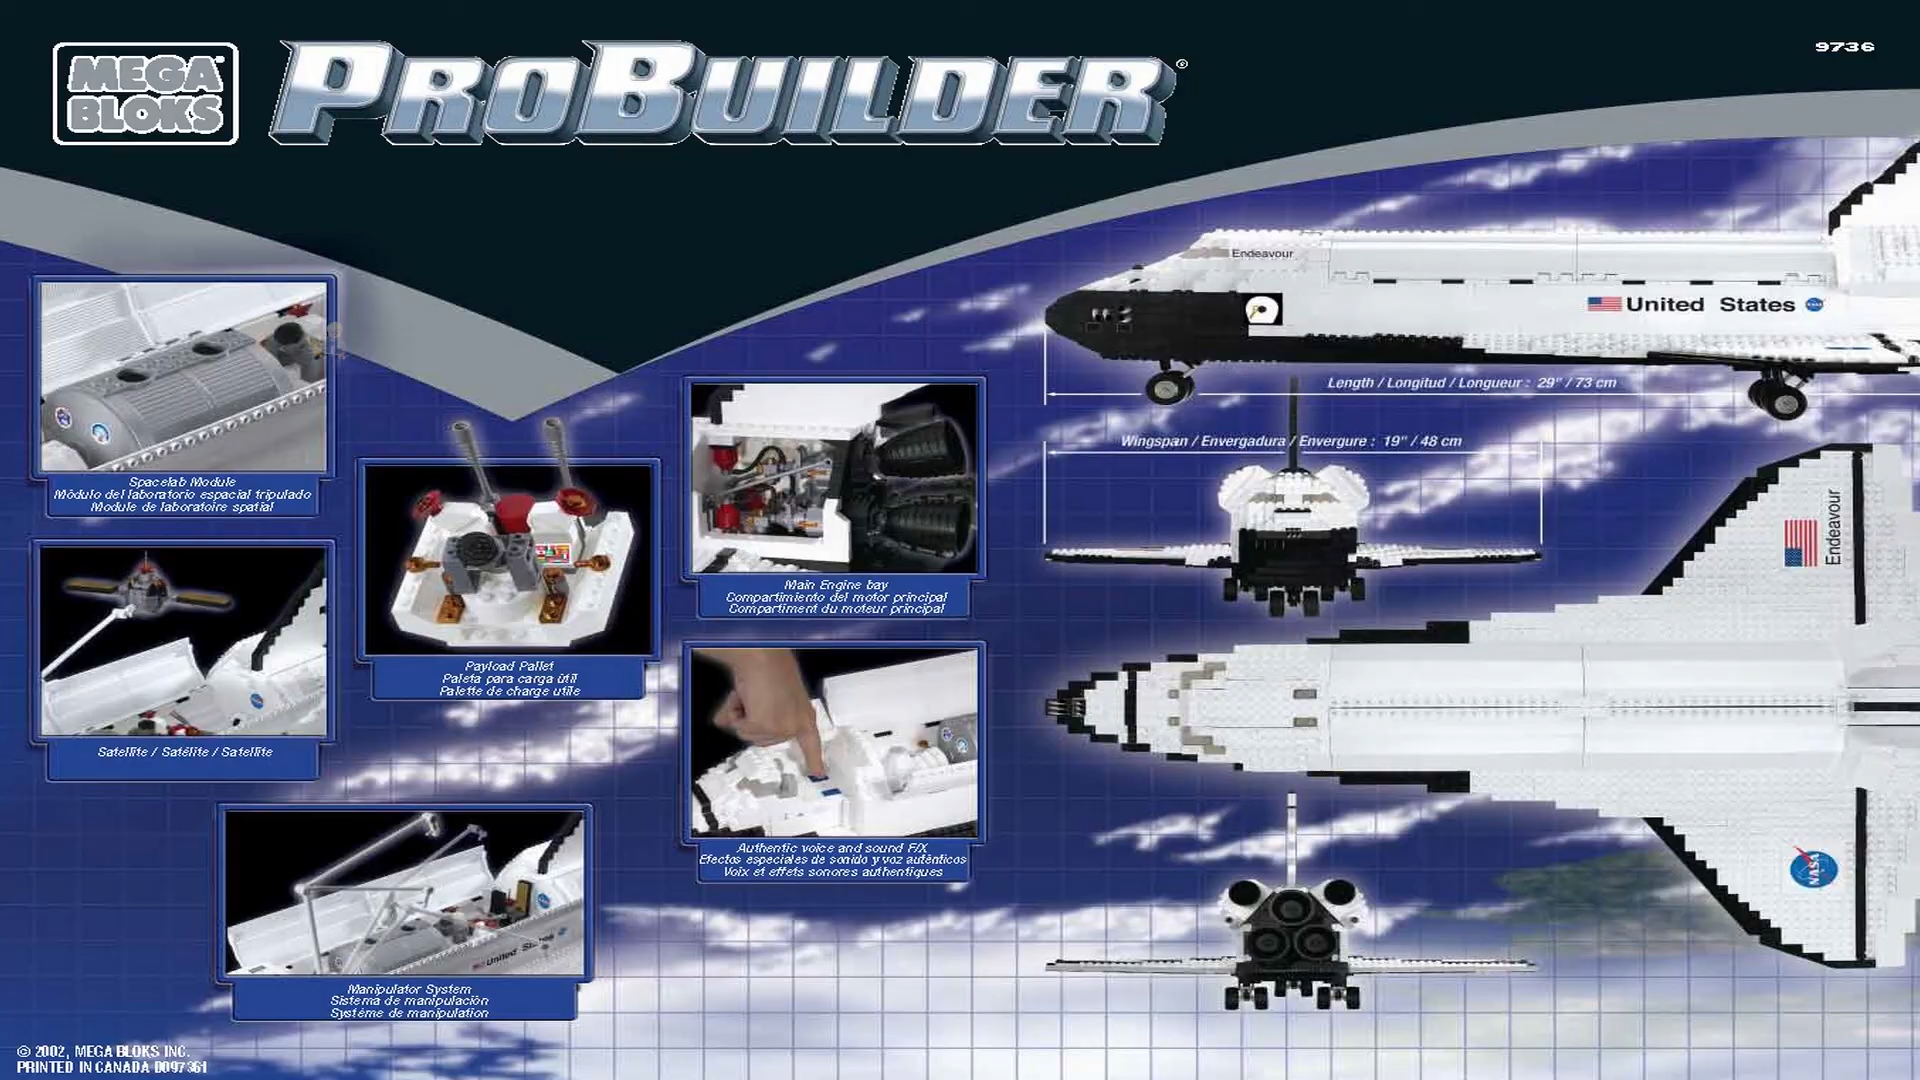 MEGA
BLOKS™
PROBUILDER®
9736
Endeavour
United States
Length / Longitud / Longueur : 29" / 73 cm
Wingspan / Envergadura / Envergure : 19" / 48 cm
Spacelab Module
Módulo del laboratorio espacial tripulado
Module de laboratoire spatial
Main Engine bay
Compartimiento del motor principal
Compartiment du moteur principal
Endeavour
Payload Pallet
Paleta para carga útil
Palette de charge utile
Satellite / Satélite / Satellite
Authentic voice and sound F/X
Efectos especiales de sonido y voz auténticos
Voix et effets sonores authentiques
NASA
United States
Manipulator System
Sistema de manipulación
Système de manipulation
© 2002, MEGA BLOKS INC.
PRINTED IN CANADA D097361